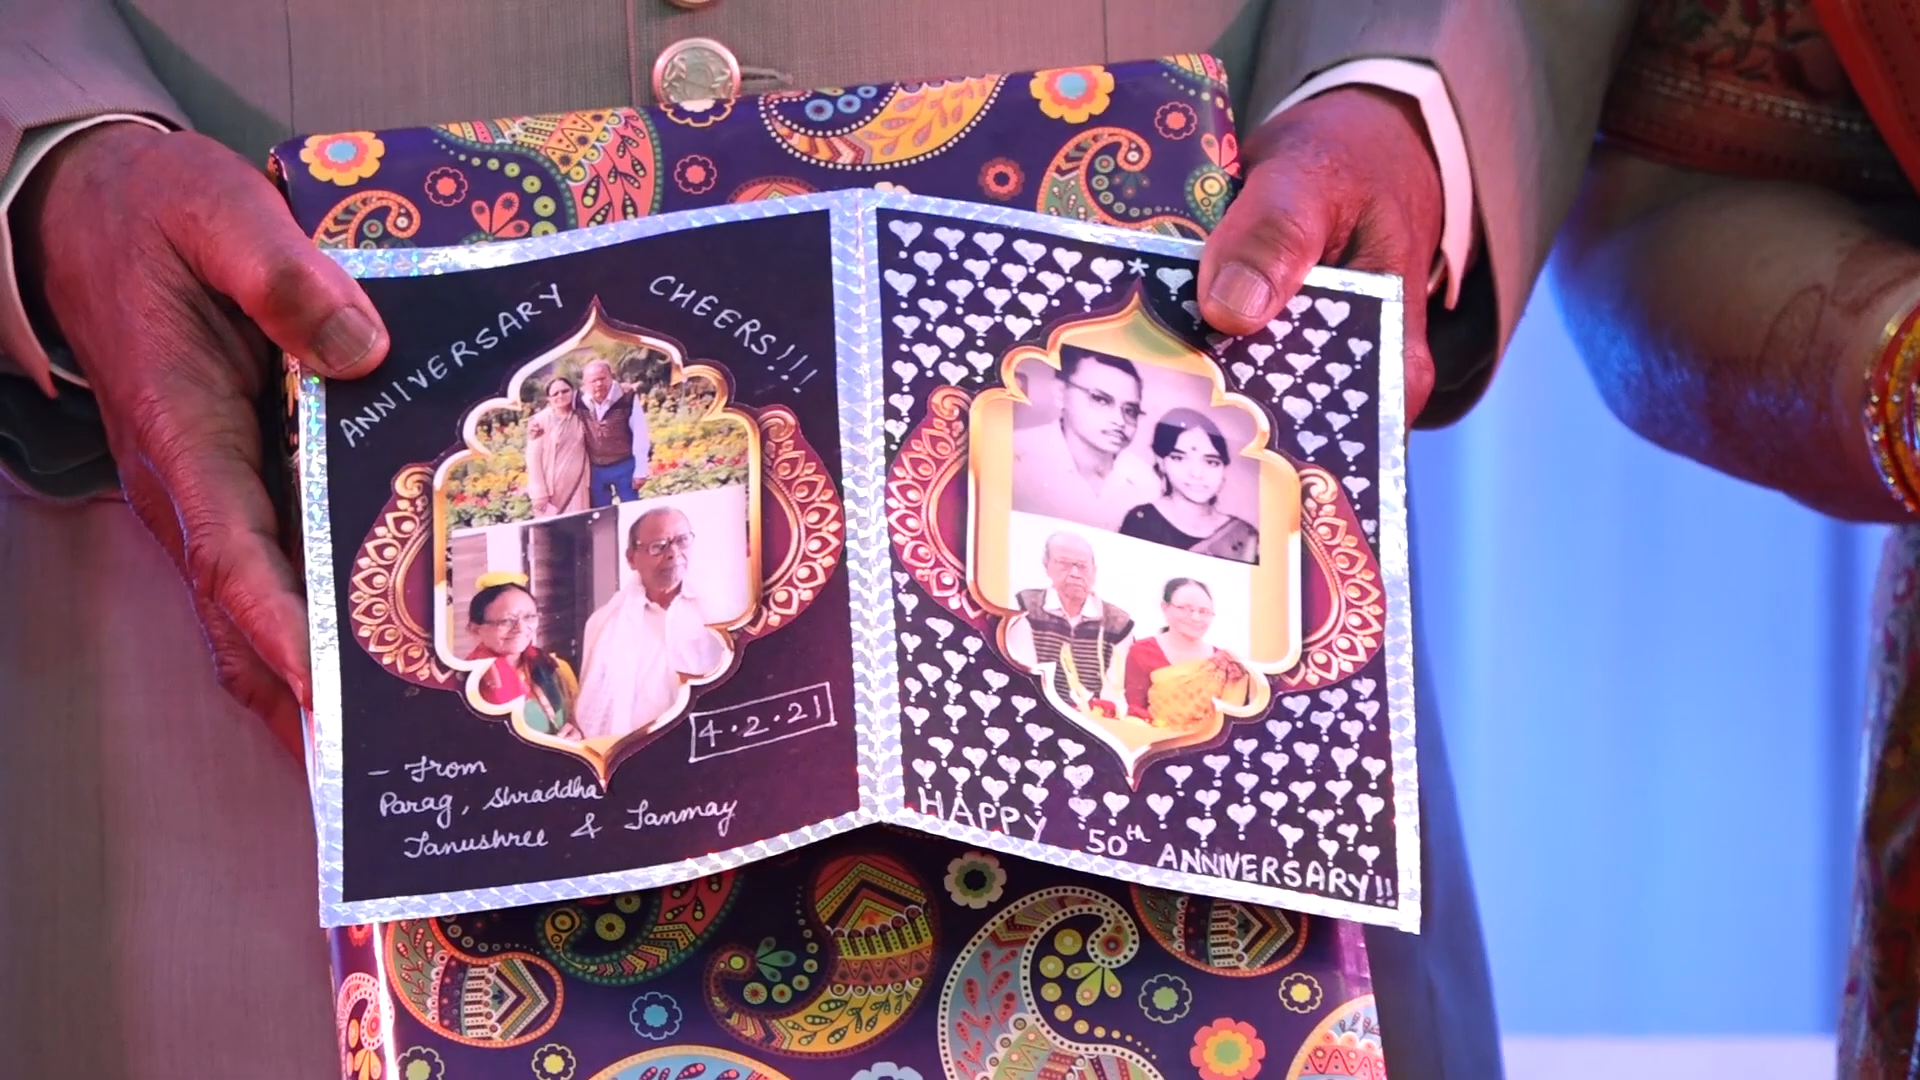 ANNIVERSARY CHEERS!!!
4.2.21
- From
Parag, Shraddha
Tanushree & Tanmay
HAPPY 50th ANNIVERSARY!!